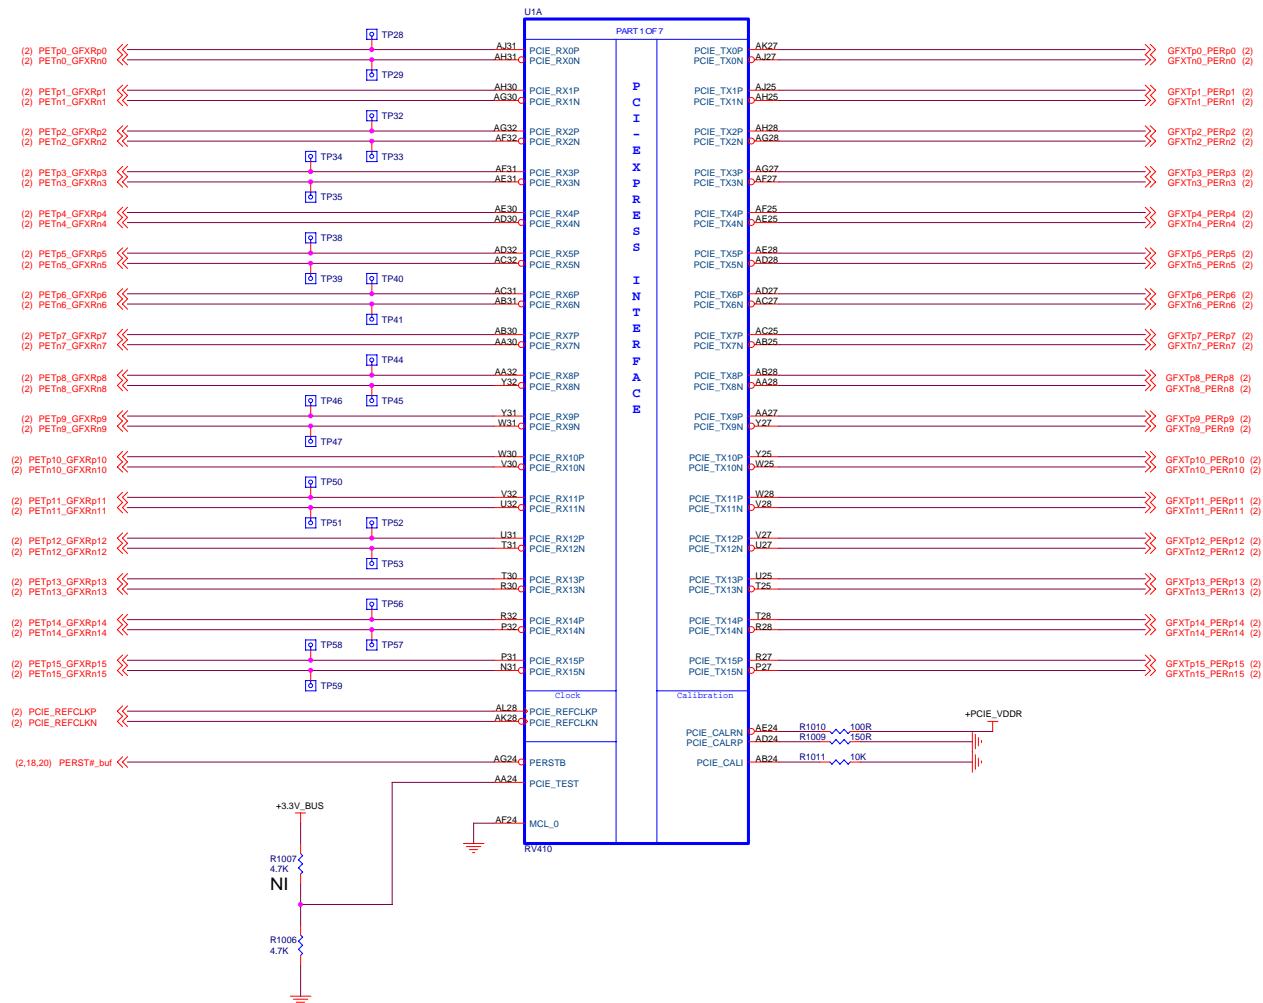 U1A
PART 1 OF 7
TP28
(2) PETp0_GFXRp0 AJ31 PCIE_RX0P PCIE_TX0P AK27 GFXTp0_PERp0 (2)
(2) PETn0_GFXRn0 AH31 PCIE_RX0N PCIE_TX0N AJ27 GFXTn0_PERn0 (2)
TP29
(2) PETp1_GFXRp1 AH30 PCIE_RX1P PCIE_TX1P AJ25 GFXTp1_PERp1 (2)
(2) PETn1_GFXRn1 AG30 PCIE_RX1N PCIE_TX1N AH25 GFXTn1_PERn1 (2)
TP32
(2) PETp2_GFXRp2 AG32 PCIE_RX2P PCIE_TX2P AH28 GFXTp2_PERp2 (2)
(2) PETn2_GFXRn2 AF32 PCIE_RX2N PCIE_TX2N AG28 GFXTn2_PERn2 (2)
TP34 TP33
(2) PETp3_GFXRp3 AF31 PCIE_RX3P PCIE_TX3P AG27 GFXTp3_PERp3 (2)
(2) PETn3_GFXRn3 AE31 PCIE_RX3N PCIE_TX3N AF27 GFXTn3_PERn3 (2)
TP35
(2) PETp4_GFXRp4 AE30 PCIE_RX4P PCIE_TX4P AF25 GFXTp4_PERp4 (2)
(2) PETn4_GFXRn4 AD30 PCIE_RX4N PCIE_TX4N AE25 GFXTn4_PERn4 (2)
TP38
(2) PETp5_GFXRp5 AD32 PCIE_RX5P PCIE_TX5P AE28 GFXTp5_PERp5 (2)
(2) PETn5_GFXRn5 AC32 PCIE_RX5N PCIE_TX5N AD28 GFXTn5_PERn5 (2)
TP39 TP40
(2) PETp6_GFXRp6 AC31 PCIE_RX6P PCIE_TX6P AD27 GFXTp6_PERp6 (2)
(2) PETn6_GFXRn6 AB31 PCIE_RX6N PCIE_TX6N AC27 GFXTn6_PERn6 (2)
TP41
(2) PETp7_GFXRp7 AB30 PCIE_RX7P PCIE_TX7P AC25 GFXTp7_PERp7 (2)
(2) PETn7_GFXRn7 AA30 PCIE_RX7N PCIE_TX7N AB25 GFXTn7_PERn7 (2)
TP44
(2) PETp8_GFXRp8 AA32 PCIE_RX8P PCIE_TX8P AB28 GFXTp8_PERp8 (2)
(2) PETn8_GFXRn8 Y32 PCIE_RX8N PCIE_TX8N AA28 GFXTn8_PERn8 (2)
TP46 TP45
(2) PETp9_GFXRp9 Y31 PCIE_RX9P PCIE_TX9P AA27 GFXTp9_PERp9 (2)
(2) PETn9_GFXRn9 W31 PCIE_RX9N PCIE_TX9N Y27 GFXTn9_PERn9 (2)
TP47
(2) PETp10_GFXRp10 W30 PCIE_RX10P PCIE_TX10P Y25 GFXTp10_PERp10 (2)
(2) PETn10_GFXRn10 V30 PCIE_RX10N PCIE_TX10N W25 GFXTn10_PERn10 (2)
TP50
(2) PETp11_GFXRp11 V32 PCIE_RX11P PCIE_TX11P W28 GFXTp11_PERp11 (2)
(2) PETn11_GFXRn11 U32 PCIE_RX11N PCIE_TX11N V28 GFXTn11_PERn11 (2)
TP51 TP52
(2) PETp12_GFXRp12 U31 PCIE_RX12P PCIE_TX12P V27 GFXTp12_PERp12 (2)
(2) PETn12_GFXRn12 T31 PCIE_RX12N PCIE_TX12N U27 GFXTn12_PERn12 (2)
TP53
(2) PETp13_GFXRp13 T30 PCIE_RX13P PCIE_TX13P U25 GFXTp13_PERp13 (2)
(2) PETn13_GFXRn13 R30 PCIE_RX13N PCIE_TX13N T25 GFXTn13_PERn13 (2)
TP56
(2) PETp14_GFXRp14 R32 PCIE_RX14P PCIE_TX14P T28 GFXTp14_PERp14 (2)
(2) PETn14_GFXRn14 P32 PCIE_RX14N PCIE_TX14N R28 GFXTn14_PERn14 (2)
TP58 TP57
(2) PETp15_GFXRp15 P31 PCIE_RX15P PCIE_TX15P R27 GFXTp15_PERp15 (2)
(2) PETn15_GFXRn15 N31 PCIE_RX15N PCIE_TX15N P27 GFXTn15_PERn15 (2)
TP59
PCI-EXPRESS INTERFACE
Clock Calibration
(2) PCIE_REFCLKP AL28 PCIE_REFCLKP
(2) PCIE_REFCLKN AK28 PCIE_REFCLKN
+PCIE_VDDR
PCIE_CALRN AE24 R1010 100R
PCIE_CALRP AD24 R1009 150R
(2,18,20) PERST#_buf AG24 PERSTB PCIE_CALI AB24 R1011 10K
AA24 PCIE_TEST
+3.3V_BUS
AF24 MCL_0
RV410
R1007
4.7K
NI
R1006
4.7K